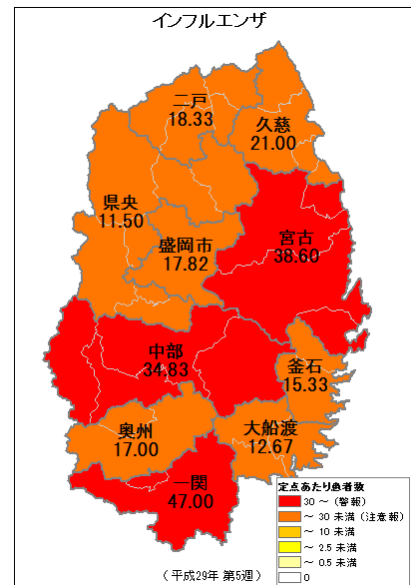 インフルエンザ
二戸
18.33
久慈
21.00
県央
11.50
盛岡市
17.82
宮古
38.60
中部
34.83
釜石
15.33
奥州
17.00
大船渡
12.67
一関
47.00
定点あたり患者数
30 ～ (警報)
～ 30 未満 (注意報)
～ 10 未満
～ 2.5 未満
～ 0.5 未満
0
(平成29年 第5週)